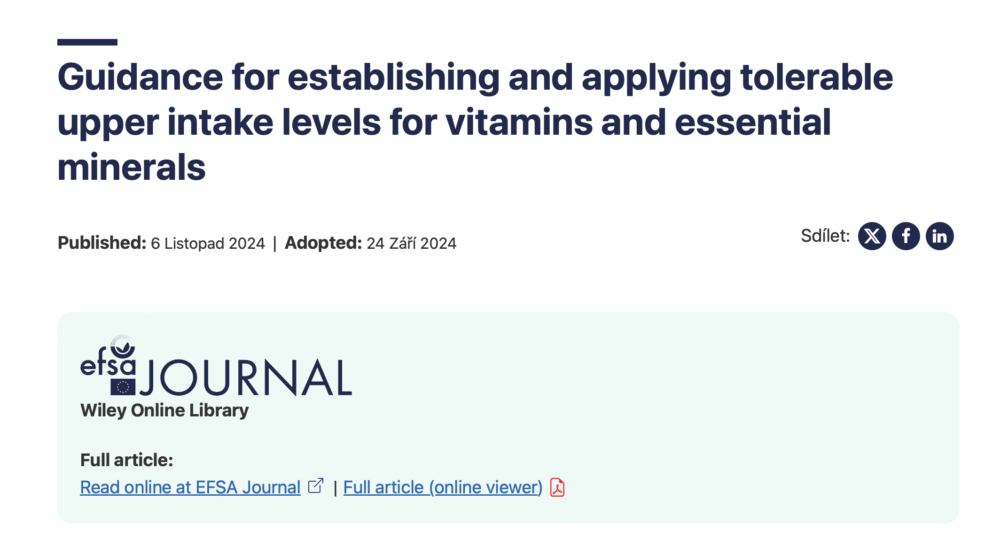 Guidance for establishing and applying tolerable
upper intake levels for vitamins and essential
minerals
Published: 6 Listopad 2024 | Adopted: 24 Září 2024
Sdílet:
efsa JOURNAL
Wiley Online Library
Full article:
Read online at EFSA Journal | Full article (online viewer)